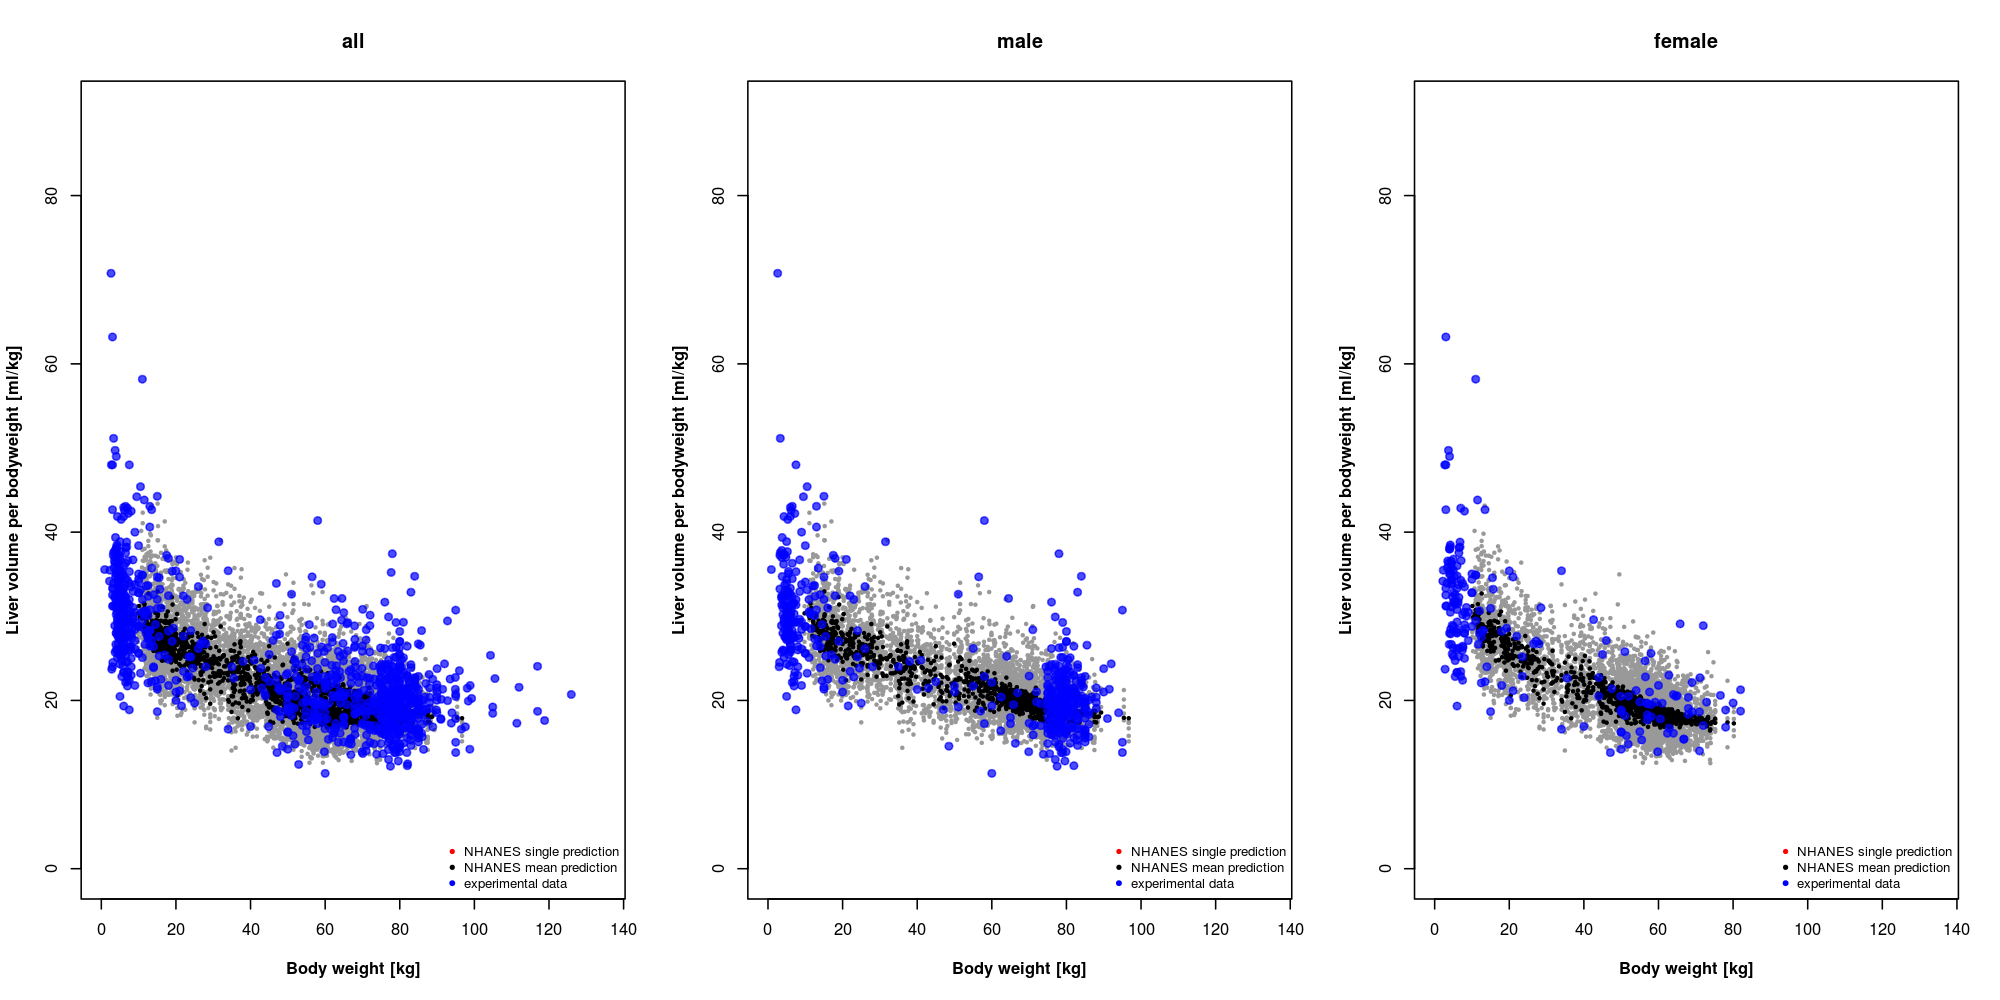 all
Liver volume per bodyweight [ml/kg]
80
60
40
20
0
NHANES single prediction
NHANES mean prediction
experimental data
0 20 40 60 80 100 120 140
Body weight [kg]
male
Liver volume per bodyweight [ml/kg]
80
60
40
20
0
NHANES single prediction
NHANES mean prediction
experimental data
0 20 40 60 80 100 120 140
Body weight [kg]
female
Liver volume per bodyweight [ml/kg]
80
60
40
20
0
NHANES single prediction
NHANES mean prediction
experimental data
0 20 40 60 80 100 120 140
Body weight [kg]